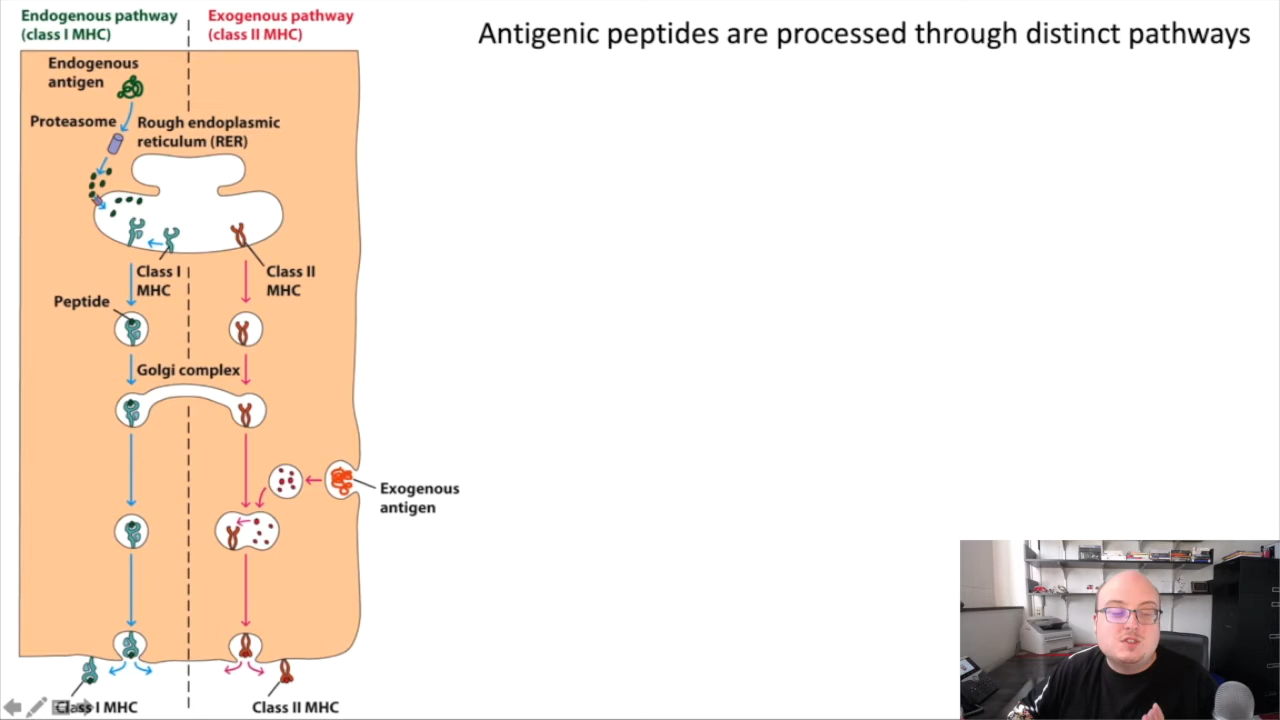 Endogenous pathway
(class I MHC)
Exogenous pathway
(class II MHC)
Antigenic peptides are processed through distinct pathways
Endogenous
antigen
Proteasome
Rough endoplasmic
reticulum (RER)
Class I
MHC
Class II
MHC
Peptide
Golgi complex
Exogenous
antigen
Class I MHC
Class II MHC